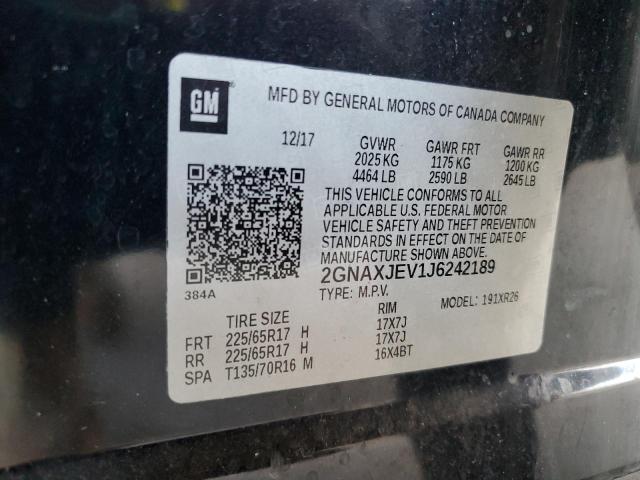 GM
MFD BY GENERAL MOTORS OF CANADA COMPANY
12/17 GVWR GAWR FRT GAWR RR
2025 KG 1175 KG 1200 KG
4464 LB 2590 LB 2645 LB
THIS VEHICLE CONFORMS TO ALL
APPLICABLE U.S. FEDERAL MOTOR
VEHICLE SAFETY AND THEFT PREVENTION
STANDARDS IN EFFECT ON THE DATE OF
MANUFACTURE SHOWN ABOVE.
2GNAXJEV1J6242189
384A
TYPE: M.P.V. MODEL: 191XR26
TIRE SIZE RIM
FRT 225/65R17 H 17X7J
RR 225/65R17 H 17X7J
SPA T135/70R16 M 16X4BT